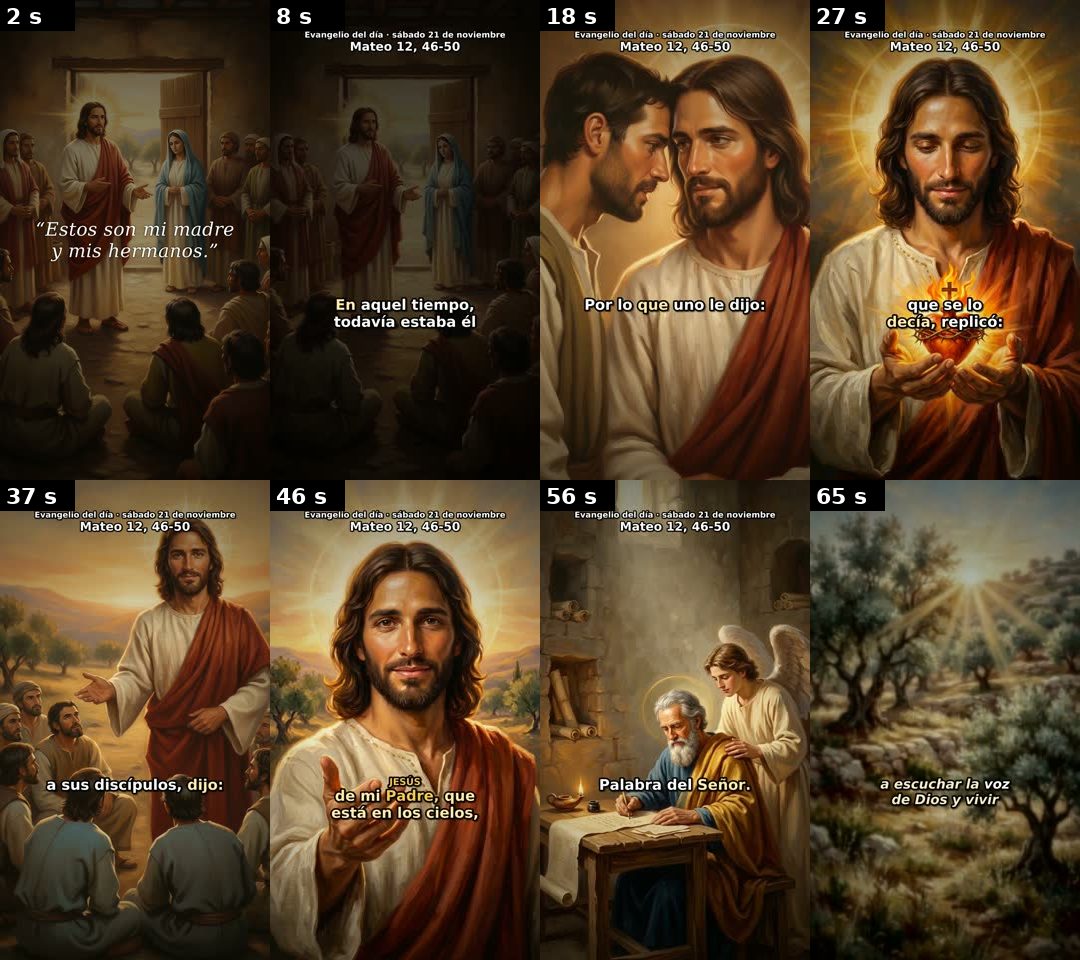 2 s
“Estos son mi madre
y mis hermanos.”
8 s
Evangelio del día · sábado 21 de noviembre
Mateo 12, 46-50
En aquel tiempo,
todavía estaba él
18 s
Evangelio del día · sábado 21 de noviembre
Mateo 12, 46-50
Por lo que uno le dijo:
27 s
Evangelio del día · sábado 21 de noviembre
Mateo 12, 46-50
que se lo
decía, replicó:
37 s
Evangelio del día · sábado 21 de noviembre
Mateo 12, 46-50
a sus discípulos, dijo:
46 s
Evangelio del día · sábado 21 de noviembre
Mateo 12, 46-50
JESÚS
de mi Padre, que
está en los cielos,
56 s
Evangelio del día · sábado 21 de noviembre
Mateo 12, 46-50
Palabra del Señor.
65 s
a escuchar la voz
de Dios y vivir